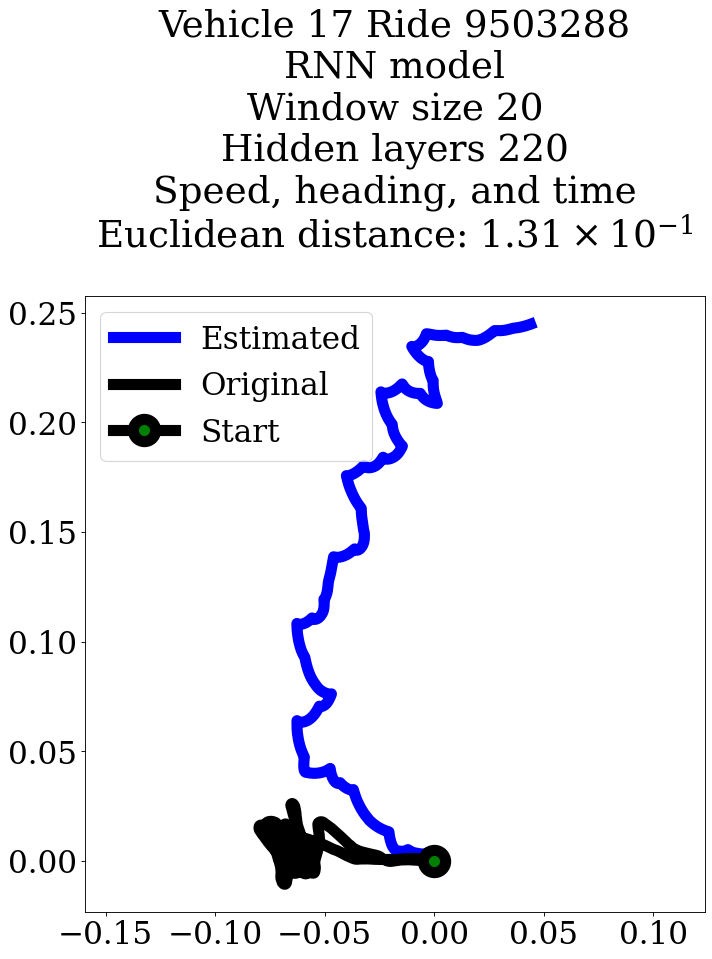 Vehicle 17 Ride 9503288
RNN model
Window size 20
Hidden layers 220
Speed, heading, and time
Euclidean distance: 1.31 × 10⁻¹
Estimated
Original
Start
0.25
0.20
0.15
0.10
0.05
0.00
−0.15 −0.10 −0.05 0.00 0.05 0.10